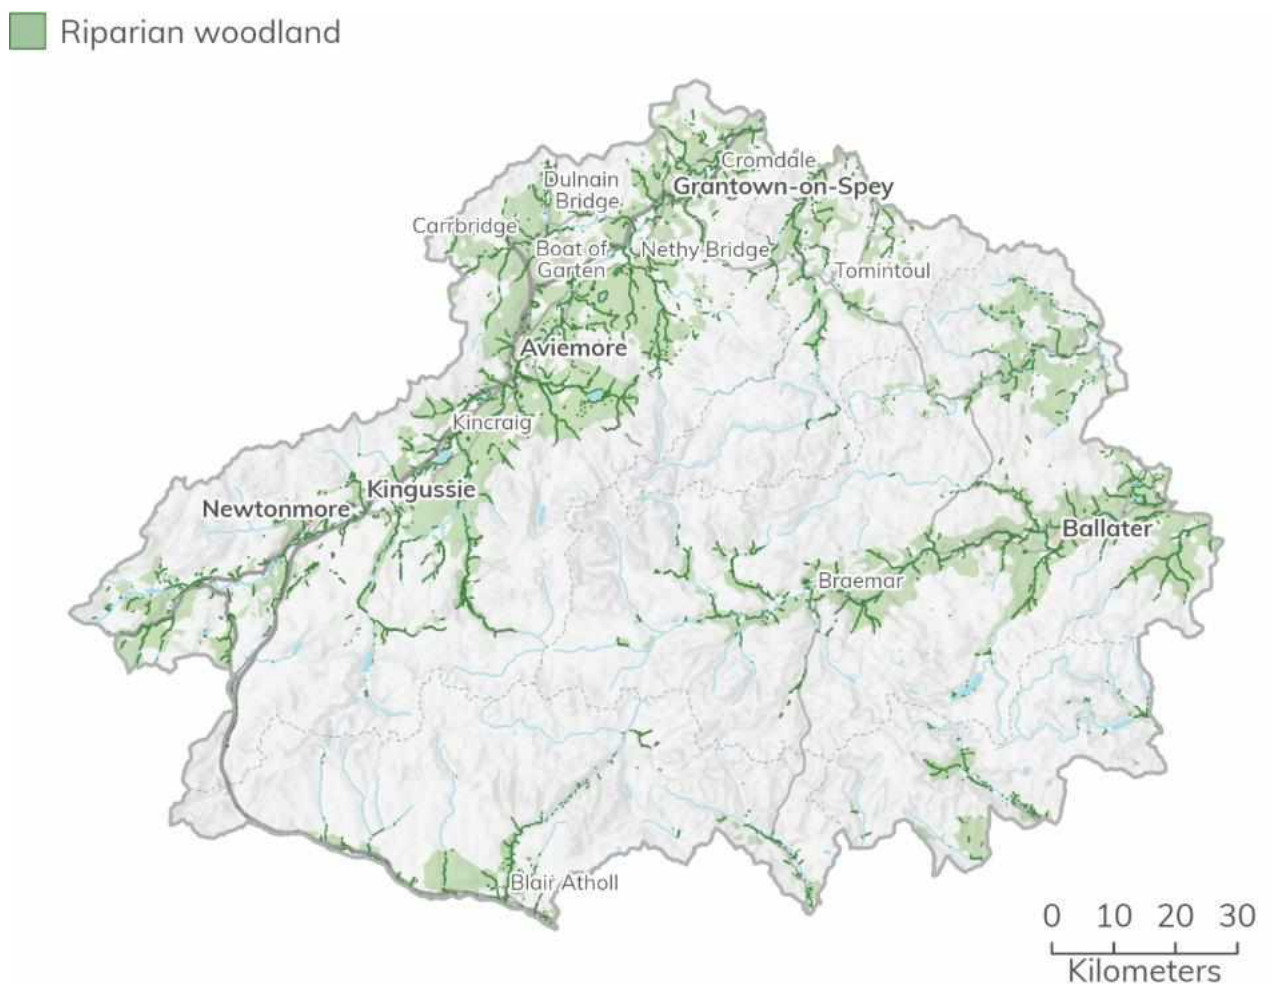 Riparian woodland
Cromdale
Grantown-on-Spey
Dulnain
Bridge
Carrbridge
Boat of
Garten
Nethy Bridge
Tomintoul
Aviemore
Kincraig
Kingussie
Newtonmore
Ballater
Braemar
Blair Atholl
0 10 20 30
Kilometers